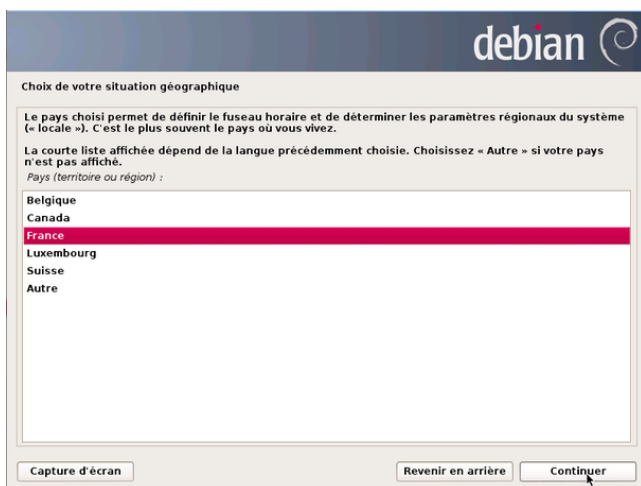 debian
Choix de votre situation géographique
Le pays choisi permet de définir le fuseau horaire et de déterminer les paramètres régionaux du système
(« locale »). C'est le plus souvent le pays où vous vivez.
La courte liste affichée dépend de la langue précédemment choisie. Choisissez « Autre » si votre pays
n'est pas affiché.
Pays (territoire ou région) :
Belgique
Canada
France
Luxembourg
Suisse
Autre
Capture d'écran
Revenir en arrière
Continuer